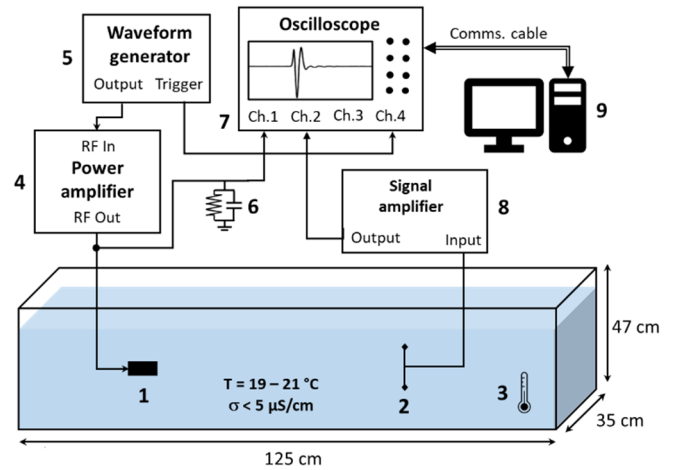 Waveform
generator
5
Output Trigger
Oscilloscope
Ch.1 Ch.2 Ch.3 Ch.4
7
Comms. cable
9
RF In
Power
amplifier
RF Out
4
6
Signal
amplifier
Output Input
8
47 cm
1
T = 19 – 21 °C
σ < 5 µS/cm
2
3
35 cm
125 cm